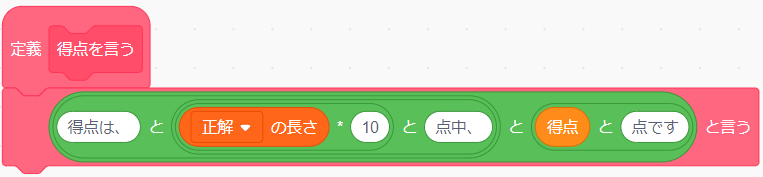 定義 得点を言う
得点は、 と 正解 の長さ * 10 と 点中、 と 得点 と 点です と言う